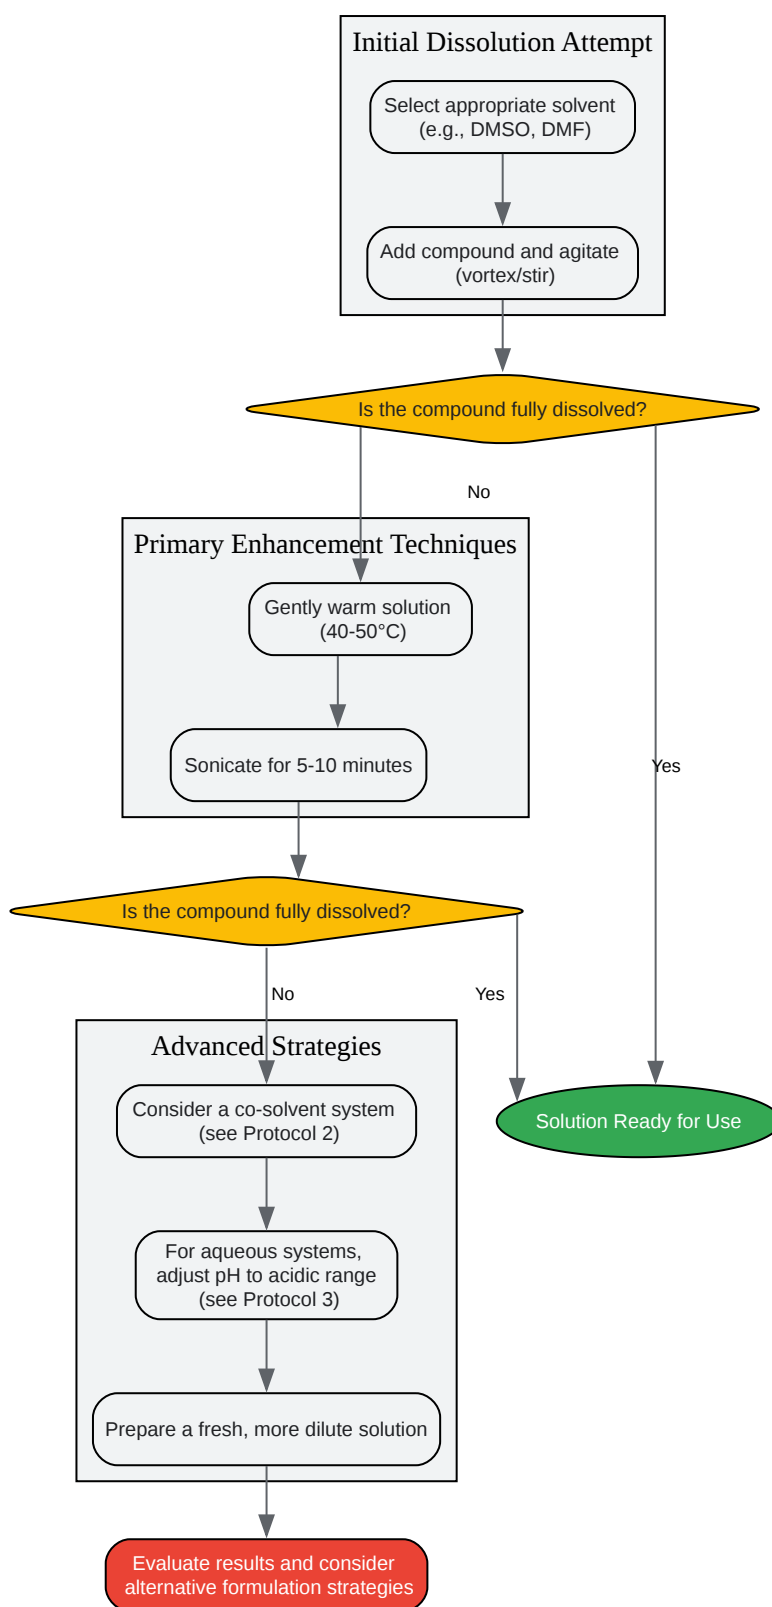 Initial Dissolution Attempt
Select appropriate solvent
(e.g., DMSO, DMF)
Add compound and agitate
(vortex/stir)
Is the compound fully dissolved?
No
Primary Enhancement Techniques
Gently warm solution
(40-50°C)
Sonicate for 5-10 minutes
Yes
Is the compound fully dissolved?
No
Yes
Advanced Strategies
Consider a co-solvent system
(see Protocol 2)
Solution Ready for Use
For aqueous systems,
adjust pH to acidic range
(see Protocol 3)
Prepare a fresh, more dilute solution
Evaluate results and consider
alternative formulation strategies